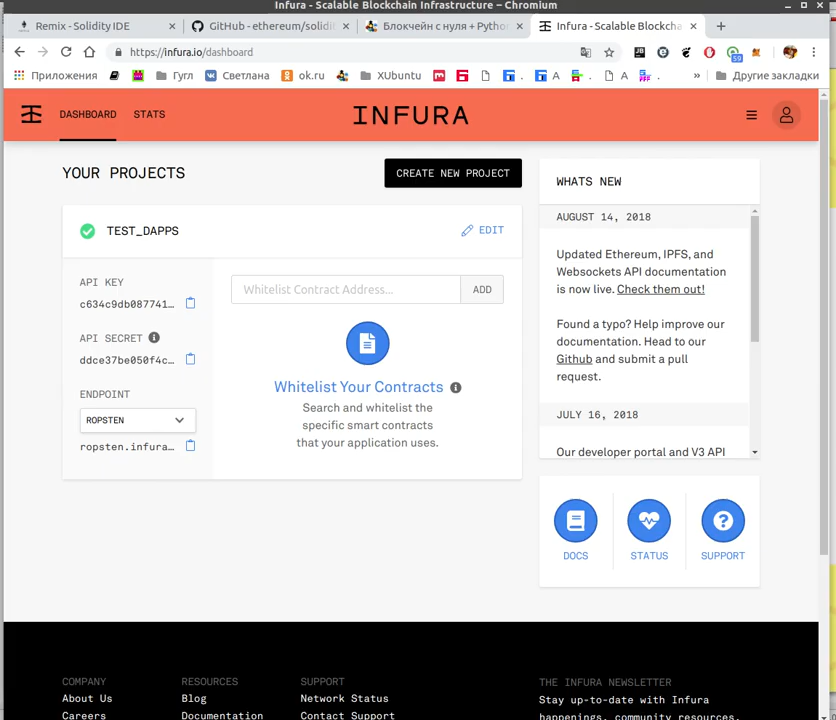 Infura - Scalable Blockchain Infrastructure – Chromium
Remix - Solidity IDE
GitHub - ethereum/solidi
Блокчейн с нуля + Python
Infura - Scalable Blockcha
https://infura.io/dashboard
59
Приложения
Гугл
Светлана
ok.ru
XUbuntu
A
A
»
Другие закладки
DASHBOARD
STATS
INFURA
YOUR PROJECTS
CREATE NEW PROJECT
TEST_DAPPS
EDIT
API KEY
c634c9db087741…
API SECRET
ddce37be050f4c…
ENDPOINT
ROPSTEN
ropsten.infura…
Whitelist Contract Address...
ADD
Whitelist Your Contracts
Search and whitelist the
specific smart contracts
that your application uses.
WHATS NEW
AUGUST 14, 2018
Updated Ethereum, IPFS, and
Websockets API documentation
is now live. Check them out!
Found a typo? Help improve our
documentation. Head to our
Github and submit a pull
request.
JULY 16, 2018
Our developer portal and V3 API
DOCS
STATUS
SUPPORT
COMPANY
About Us
Careers
RESOURCES
Blog
Documentation
SUPPORT
Network Status
Contact Support
THE INFURA NEWSLETTER
Stay up-to-date with Infura
happenings, community resources,